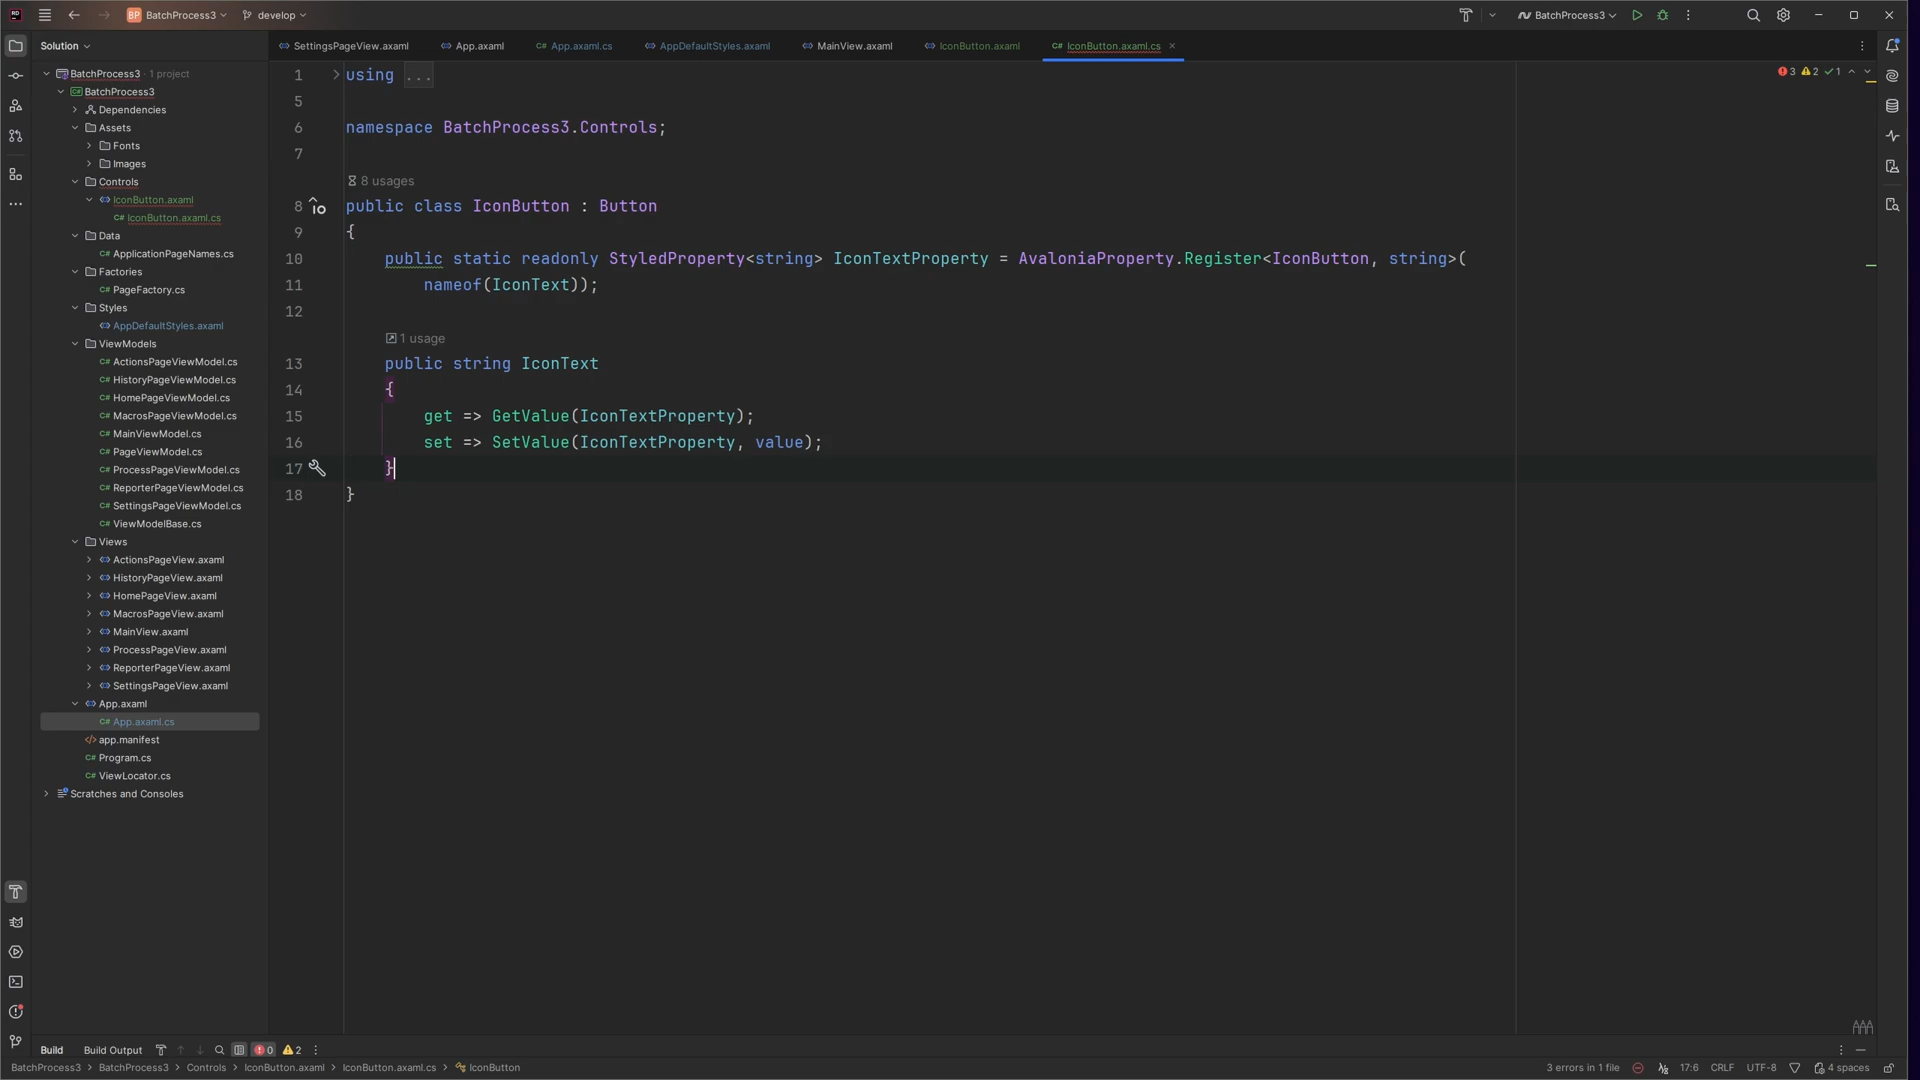 BP BatchProcess3 develop BatchProcess3
Solution
SettingsPageView.axaml App.axaml C# App.axaml.cs AppDefaultStyles.axaml MainView.axaml IconButton.axaml C# IconButton.axaml.cs
BatchProcess3 · 1 project
BatchProcess3
Dependencies
Assets
Fonts
Images
Controls
IconButton.axaml
C# IconButton.axaml.cs
Data
C# ApplicationPageNames.cs
Factories
C# PageFactory.cs
Styles
AppDefaultStyles.axaml
ViewModels
C# ActionsPageViewModel.cs
C# HistoryPageViewModel.cs
C# HomePageViewModel.cs
C# MacrosPageViewModel.cs
C# MainViewModel.cs
C# PageViewModel.cs
C# ProcessPageViewModel.cs
C# ReporterPageViewModel.cs
C# SettingsPageViewModel.cs
C# ViewModelBase.cs
Views
ActionsPageView.axaml
HistoryPageView.axaml
HomePageView.axaml
MacrosPageView.axaml
MainView.axaml
ProcessPageView.axaml
ReporterPageView.axaml
SettingsPageView.axaml
App.axaml
C# App.axaml.cs
app.manifest
C# Program.cs
C# ViewLocator.cs
Scratches and Consoles
1 using ...
5
6 namespace BatchProcess3.Controls;
7
8 usages
8 public class IconButton : Button
9 {
10 public static readonly StyledProperty<string> IconTextProperty = AvaloniaProperty.Register<IconButton, string>(
11 nameof(IconText));
12
1 usage
13 public string IconText
14 {
15 get => GetValue(IconTextProperty);
16 set => SetValue(IconTextProperty, value);
17 }
18 }
3 2 1
Build Build Output 0 2
BatchProcess3 > BatchProcess3 > Controls > IconButton.axaml > IconButton.axaml.cs > IconButton
3 errors in 1 file 17:6 CRLF UTF-8 4 spaces